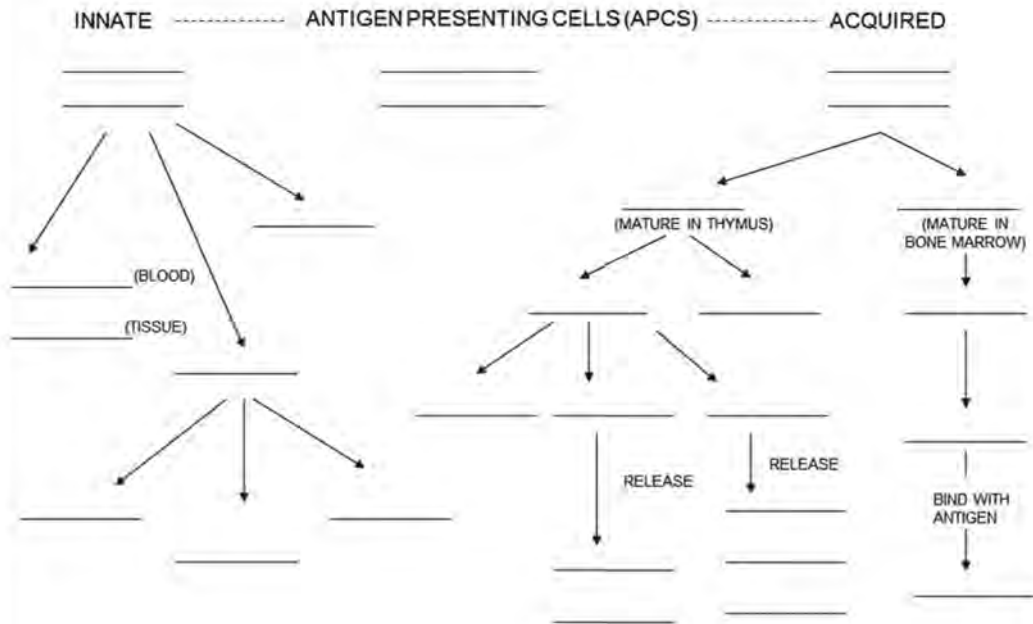 INNATE ---------------- ANTIGEN PRESENTING CELLS (APCS) ---------------- ACQUIRED
(MATURE IN THYMUS)
(MATURE IN
BONE MARROW)
(BLOOD)
(TISSUE)
RELEASE
RELEASE
BIND WITH
ANTIGEN